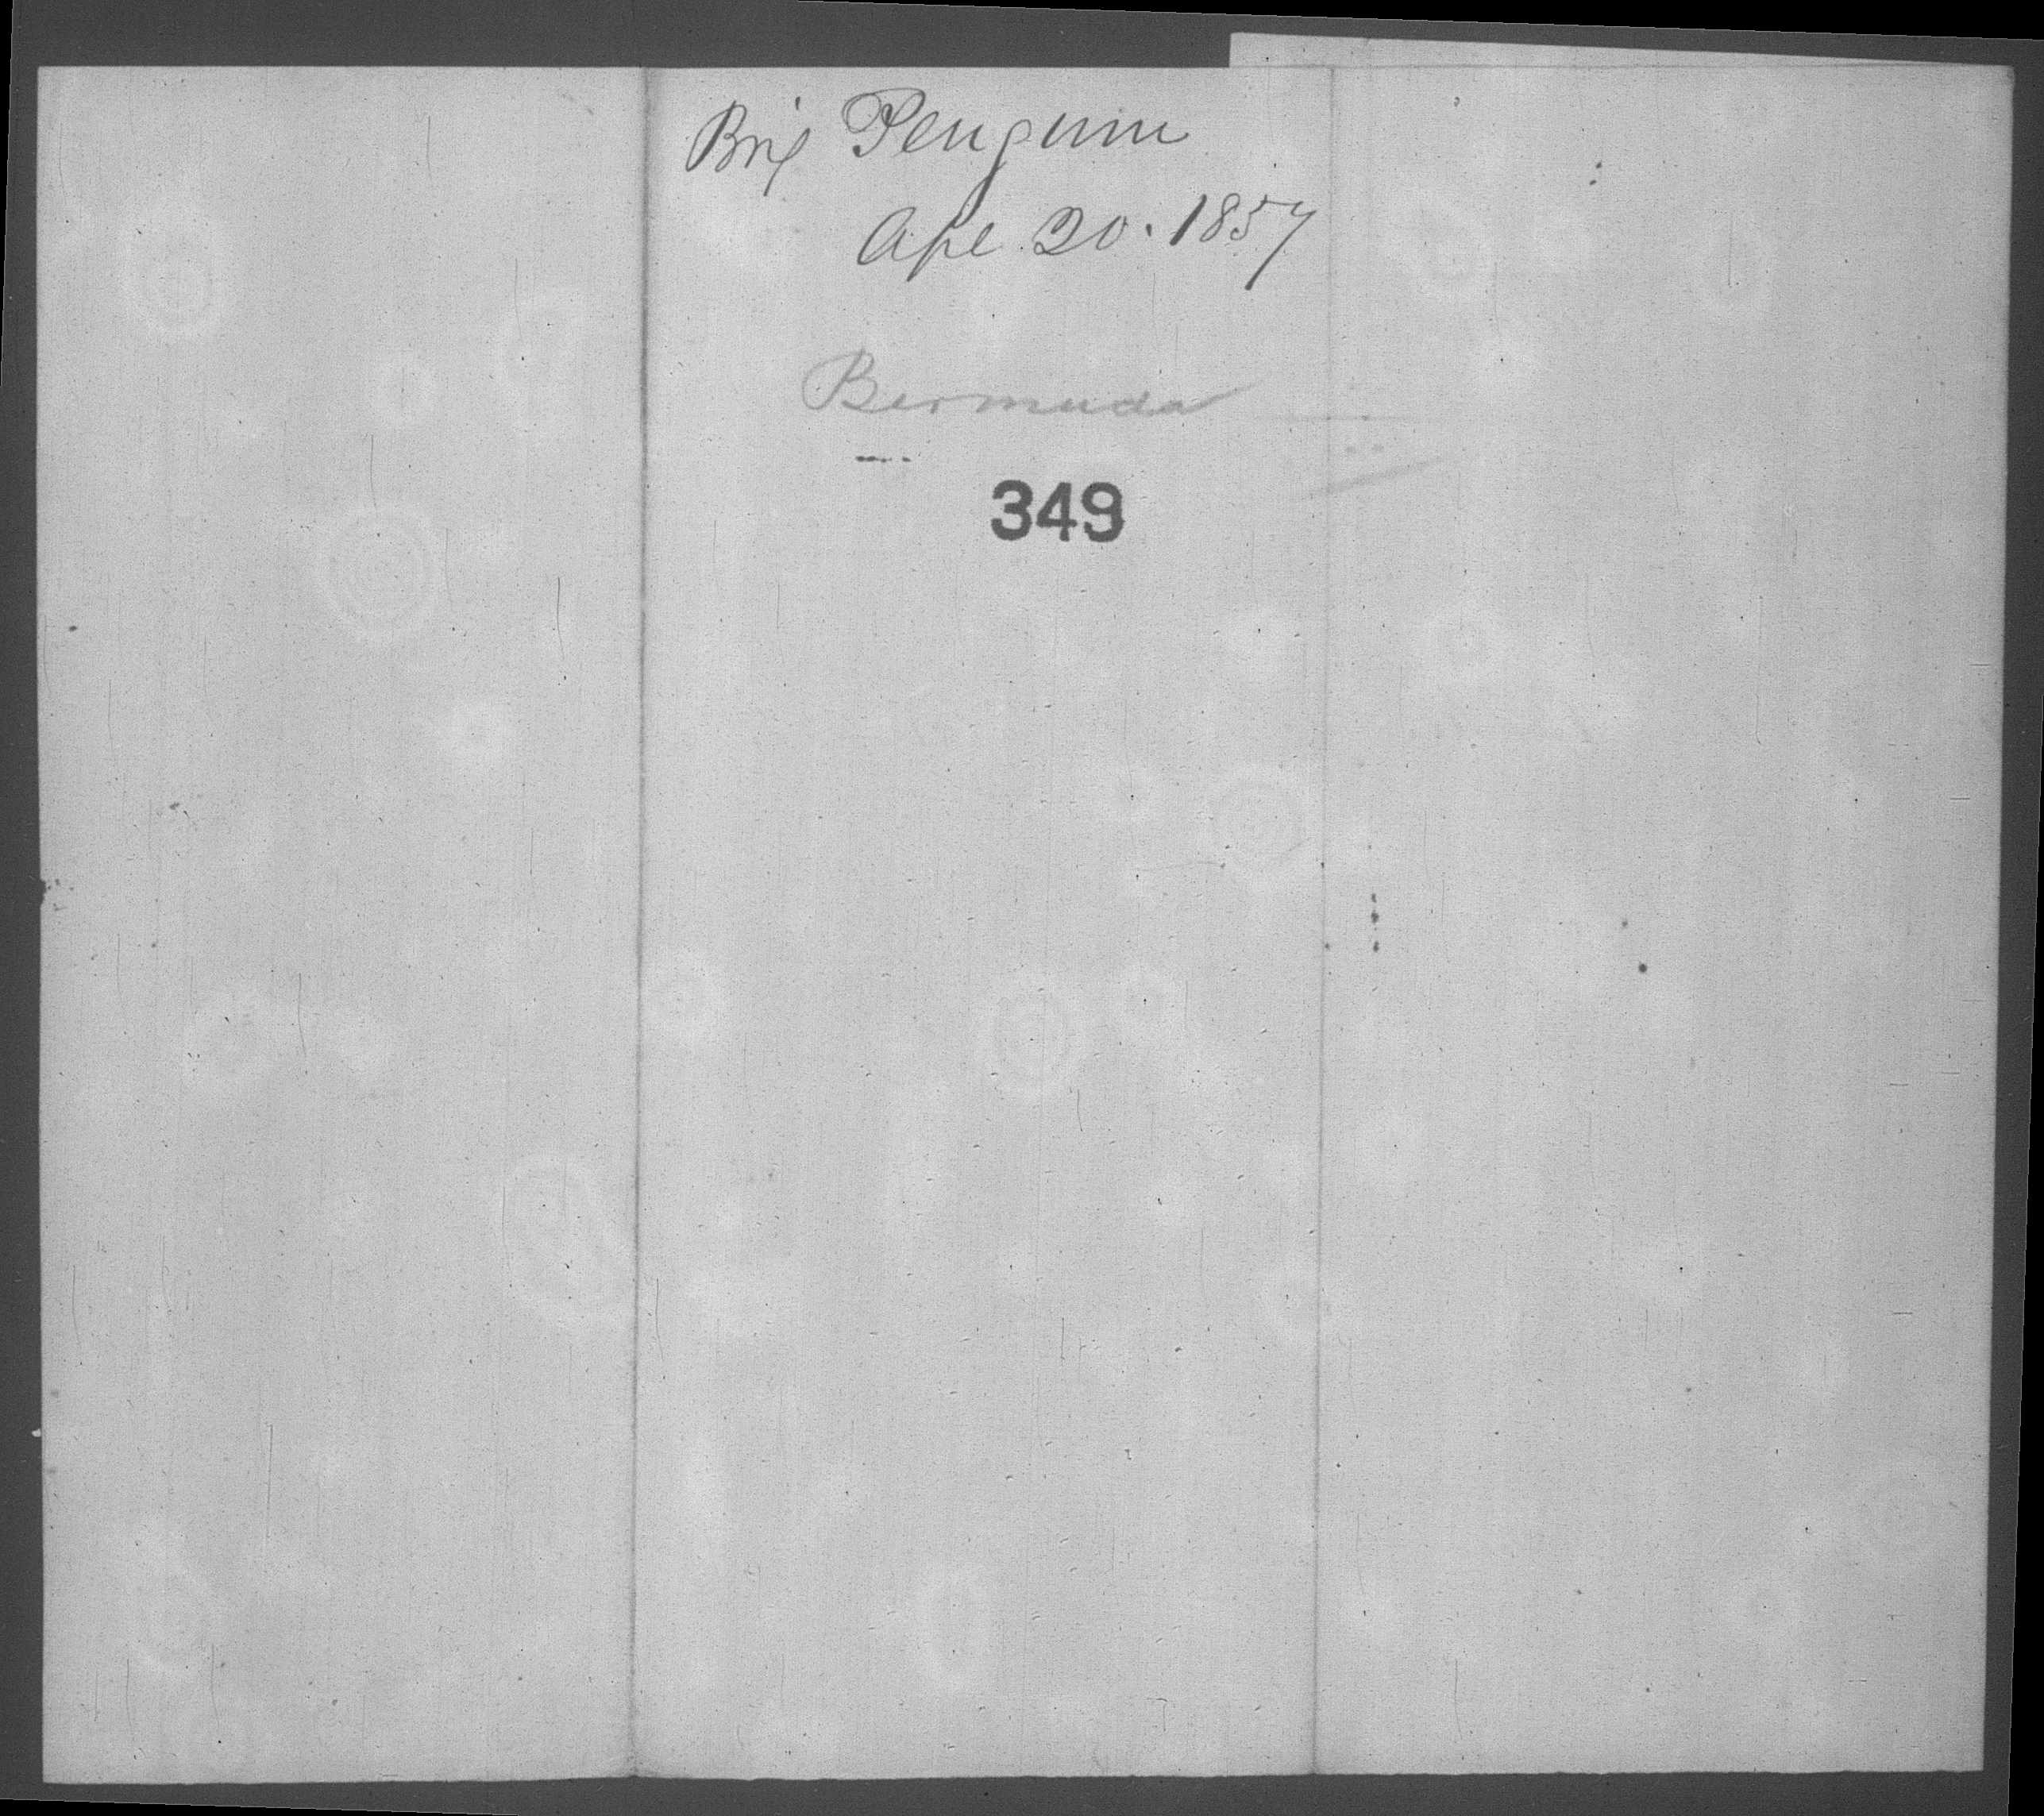 Brig Penguin
Apl 20. 1857
Bermuda
349